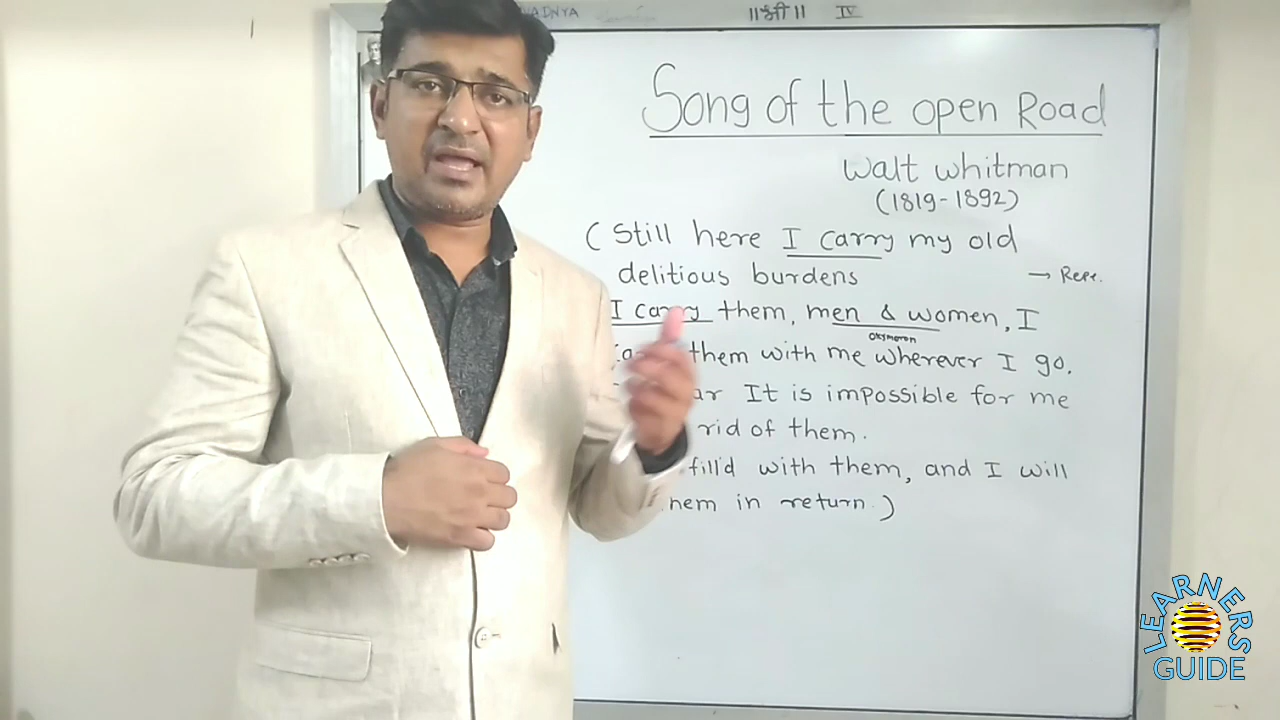 VADNYA ॥श्री॥ IV
Song of the open Road
Walt whitman
(1819-1892)
( Still here I carry my old
delitious burdens → Repe.
I carry them, men & women, I
oxymoron
them with me wherever I go.
It is impossible for me
rid of them.
fill'd with them, and I will
in return.)
LEARNERS
GUIDE